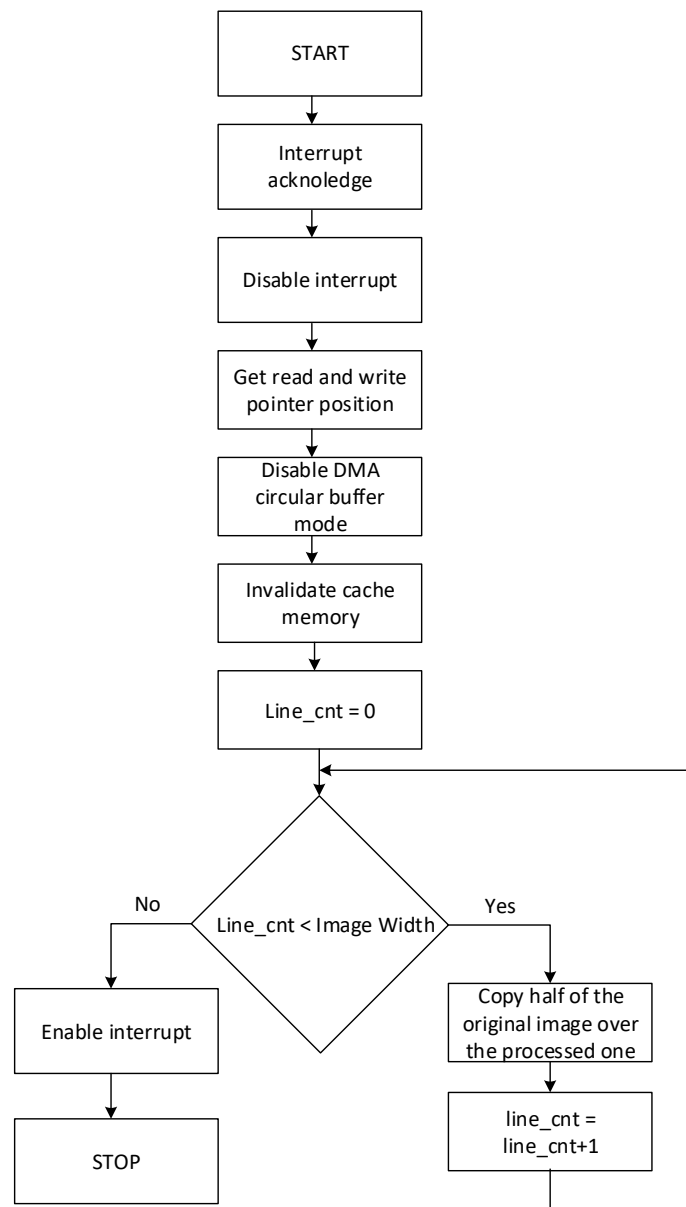 START
Interrupt
acknoledge
Disable interrupt
Get read and write
pointer position
Disable DMA
circular buffer
mode
Invalidate cache
memory
Line_cnt = 0
Line_cnt < Image Width
No
Yes
Enable interrupt
STOP
Copy half of the
original image over
the processed one
line_cnt =
line_cnt+1